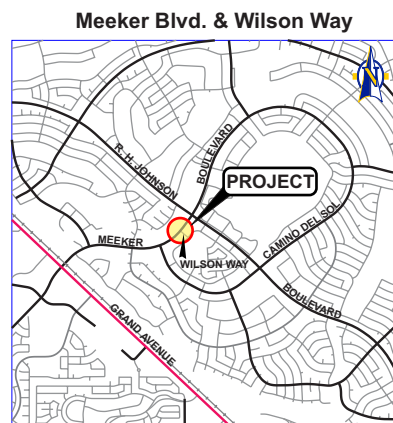 Meeker Blvd. & Wilson Way
N
R. H. JOHNSON
BOULEVARD
PROJECT
MEEKER
WILSON WAY
CAMINO DEL SOL
BOULEVARD
GRAND AVENUE